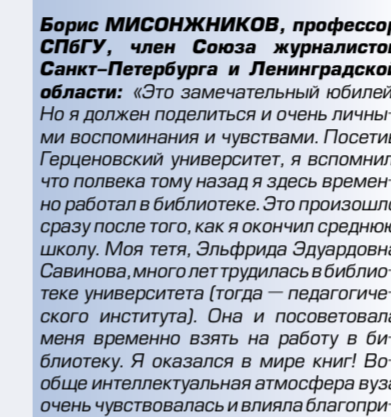 Борис МИСОНЖНИКОВ, профессор
СПбГУ, член Союза журналистов
Санкт-Петербурга и Ленинградской
области: «Это замечательный юбилей.
Но я должен поделиться и очень личны-
ми воспоминания и чувствами. Посетив
Герценовский университет, я вспомнил,
что полвека тому назад я здесь времен-
но работал в библиотеке. Это произошло
сразу после того, как я окончил среднюю
школу. Моя тетя, Эльфрида Эдуардовна
Савинова, много лет трудилась в библио-
теке университета (тогда — педагогиче-
ского института). Она и посоветовала
меня временно взять на работу в би-
блиотеку. Я оказался в мире книг! Во-
обще интеллектуальная атмосфера вуза
очень чувствовалась и влияла благопри-